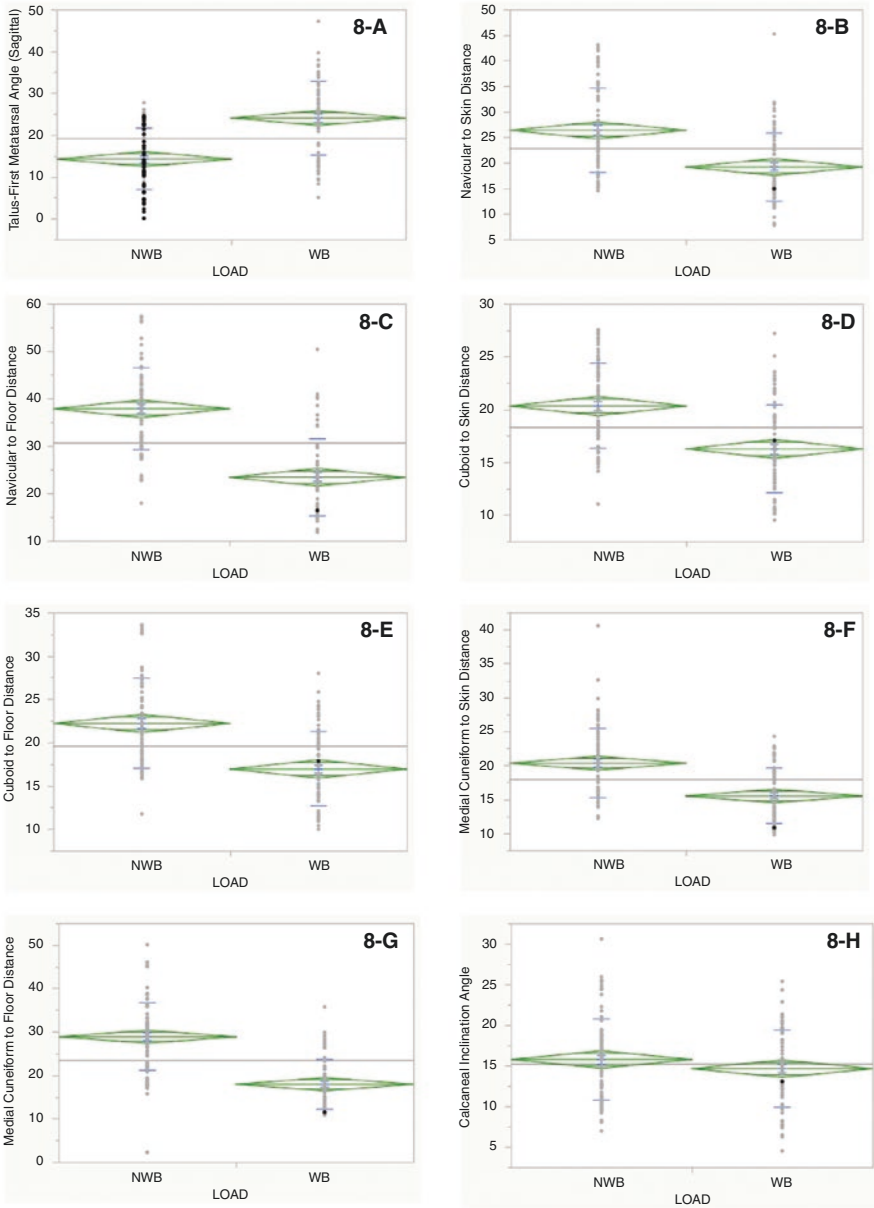 8-A
Talus-First Metatarsal Angle (Sagittal)
50
40
30
20
10
0
NWB WB
LOAD
8-B
Navicular to Skin Distance
50
45
40
35
30
25
20
15
10
5
NWB WB
LOAD
8-C
Navicular to Floor Distance
60
50
40
30
20
10
NWB WB
LOAD
8-D
Cuboid to Skin Distance
30
25
20
15
10
NWB WB
LOAD
8-E
Cuboid to Floor Distance
35
30
25
20
15
10
NWB WB
LOAD
8-F
Medial Cuneiform to Skin Distance
40
35
30
25
20
15
10
NWB WB
LOAD
8-G
Medial Cuneiform to Floor Distance
50
40
30
20
10
0
NWB WB
LOAD
8-H
Calcaneal Inclination Angle
30
25
20
15
10
5
NWB WB
LOAD